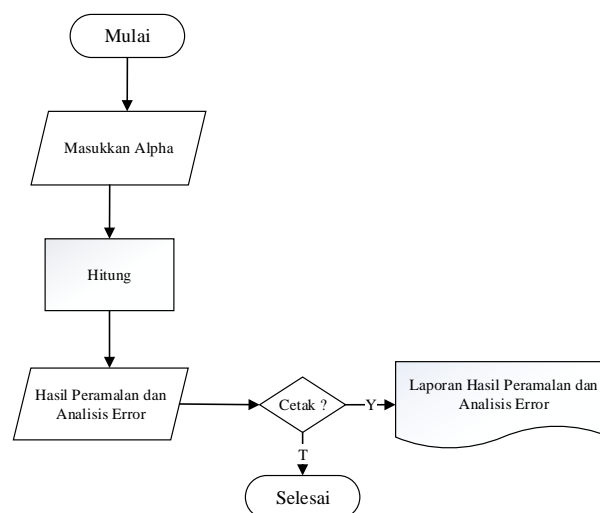 Mulai
Masukkan Alpha
Hitung
Hasil Peramalan dan
Analisis Error
Cetak ?
Y
Laporan Hasil Peramalan dan
Analisis Error
T
Selesai